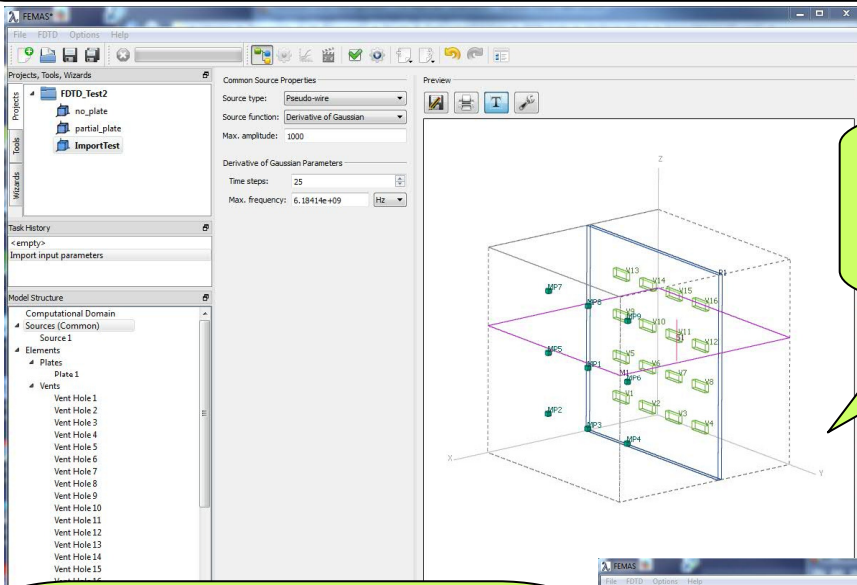 FEMAS*
File FDTD Options Help
Projects, Tools, Wizards
Projects
Tools
Wizards
FDTD_Test2
no_plate
partial_plate
ImportTest
Task History
<empty>
Import input parameters
Model Structure
Computational Domain
Sources (Common)
Source 1
Elements
Plates
Plate 1
Vents
Vent Hole 1
Vent Hole 2
Vent Hole 3
Vent Hole 4
Vent Hole 5
Vent Hole 6
Vent Hole 7
Vent Hole 8
Vent Hole 9
Vent Hole 10
Vent Hole 11
Vent Hole 12
Vent Hole 13
Vent Hole 14
Vent Hole 15
Common Source Properties
Source type: Pseudo-wire
Source function: Derivative of Gaussian
Max. amplitude: 1000
Derivative of Gaussian Parameters
Time steps: 25
Max. frequency: 6.18414e+09 Hz
Preview
T
Z
P1
V13
V14
V15
V16
MP7
MP8
V9
MP9
V10
V11
S1
V12
MP5
MP1
V5
V6
V7
V8
M1
MP6
V1
V2
V3
V4
MP2
MP3
MP4
X
Y
FEMAS
File FDTD Options Help